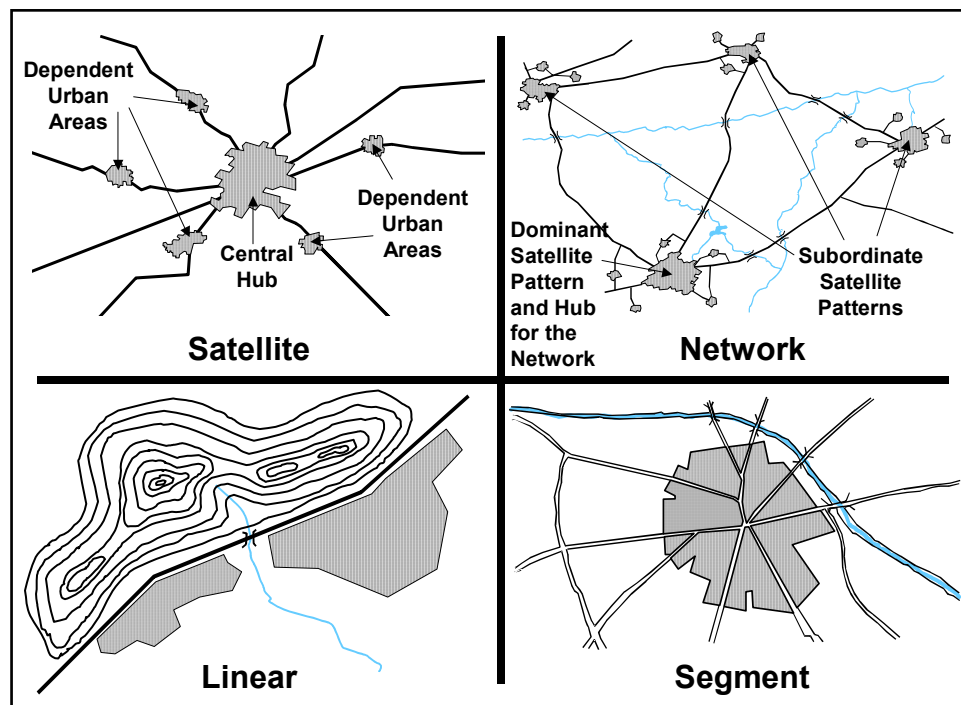 Dependent
Urban
Areas
Dependent
Urban
Areas
Central
Hub
Satellite
Dominant
Satellite
Pattern
and Hub
for the
Network
Subordinate
Satellite
Patterns
Network
Linear
Segment